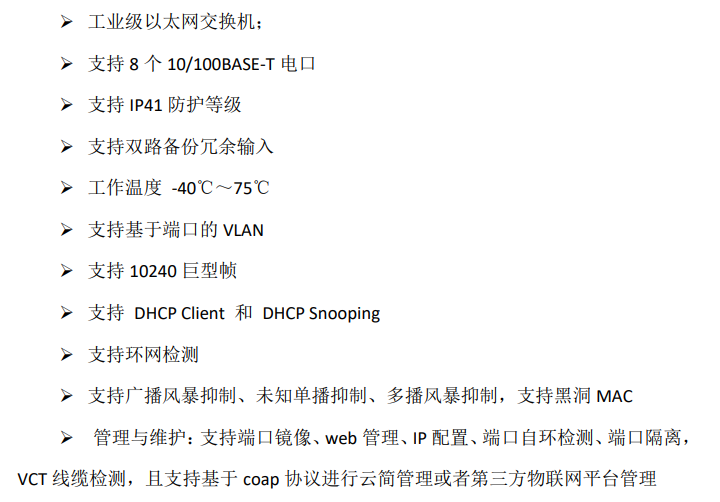 ➢ 工业级以太网交换机；
➢ 支持 8 个 10/100BASE-T 电口
➢ 支持 IP41 防护等级
➢ 支持双路备份冗余输入
➢ 工作温度 -40℃～75℃
➢ 支持基于端口的 VLAN
➢ 支持 10240 巨型帧
➢ 支持 DHCP Client 和 DHCP Snooping
➢ 支持环网检测
➢ 支持广播风暴抑制、未知单播抑制、多播风暴抑制，支持黑洞 MAC
➢ 管理与维护：支持端口镜像、web 管理、IP 配置、端口自环检测、端口隔离，
VCT 线缆检测，且支持基于 coap 协议进行云简管理或者第三方物联网平台管理